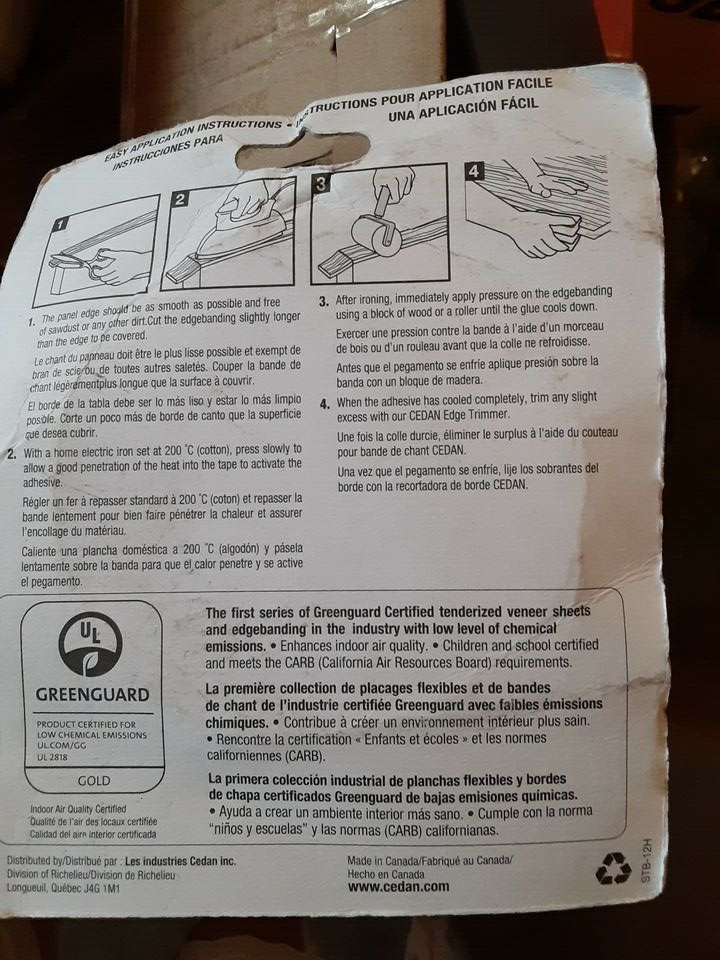 EASY APPLICATION INSTRUCTIONS - INSTRUCTIONS POUR APPLICATION FACILE
INSTRUCCIONES PARA UNA APLICACIÓN FÁCIL
1
2
3
4
1. The panel edge should be as smooth as possible and free
of sawdust or any other dirt.Cut the edgebanding slightly longer
than the edge to be covered.
Le chant du panneau doit être le plus lisse possible et exempt de
bran de scie ou de toutes autres saletés. Couper la bande de
chant légèrementplus longue que la surface à couvrir.
El borde de la tabla debe ser lo más liso y estar lo más limpio
posible. Corte un poco más de borde de canto que la superficie
que desea cubrir.
2. With a home electric iron set at 200 °C (cotton), press slowly to
allow a good penetration of the heat into the tape to activate the
adhesive.
Régler un fer à repasser standard à 200 °C (coton) et repasser la
bande lentement pour bien faire pénétrer la chaleur et assurer
l'encollage du matériau.
Caliente una plancha doméstica a 200 °C (algodón) y pásela
lentamente sobre la banda para que el calor penetre y se active
el pegamento.
3. After ironing, immediately apply pressure on the edgebanding
using a block of wood or a roller until the glue cools down.
Exercer une pression contre la bande à l'aide d'un morceau
de bois ou d'un rouleau avant que la colle ne refroidisse.
Antes que el pegamento se enfríe aplique presión sobre la
banda con un bloque de madera.
4. When the adhesive has cooled completely, trim any slight
excess with our CEDAN Edge Trimmer.
Une fois la colle durcie, éliminer le surplus à l'aide du couteau
pour bande de chant CEDAN.
Una vez que el pegamento se enfríe, lije los sobrantes del
borde con la recortadora de borde CEDAN.
UL
GREENGUARD
PRODUCT CERTIFIED FOR
LOW CHEMICAL EMISSIONS
UL.COM/GG
UL 2818
GOLD
Indoor Air Quality Certified
Qualité de l'air des locaux certifiée
Calidad del aire interior certificada
The first series of Greenguard Certified tenderized veneer sheets
and edgebanding in the industry with low level of chemical
emissions. • Enhances indoor air quality. • Children and school certified
and meets the CARB (California Air Resources Board) requirements.
La première collection de placages flexibles et de bandes
de chant de l'industrie certifiée Greenguard avec faibles émissions
chimiques. • Contribue à créer un environnement intérieur plus sain.
• Rencontre la certification « Enfants et écoles » et les normes
californiennes (CARB).
La primera colección industrial de planchas flexibles y bordes
de chapa certificados Greenguard de bajas emisiones químicas.
• Ayuda a crear un ambiente interior más sano. • Cumple con la norma
"niños y escuelas" y las normas (CARB) californianas.
Distributed by/Distribué par : Les industries Cedan inc.
Division of Richelieu/Division de Richelieu
Longueuil, Québec J4G 1M1
Made in Canada/Fabriqué au Canada/
Hecho en Canada
www.cedan.com
STB-12H